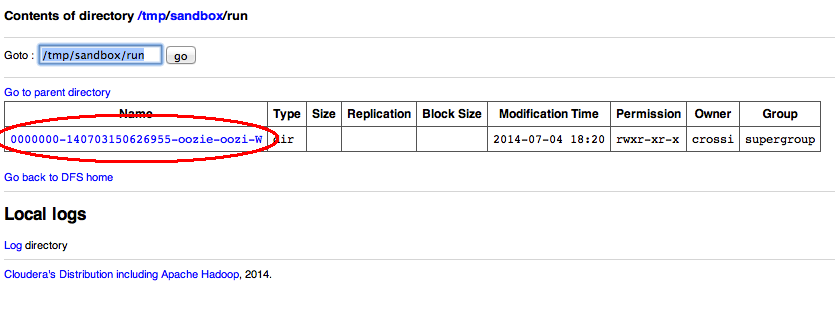 Contents of directory /tmp/sandbox/run
Goto : /tmp/sandbox/run go
Go to parent directory
Name Type Size Replication Block Size Modification Time Permission Owner Group
0000000-140703150626955-oozie-oozi-W dir 2014-07-04 18:20 rwxr-xr-x crossi supergroup
Go back to DFS home
Local logs
Log directory
Cloudera's Distribution including Apache Hadoop, 2014.